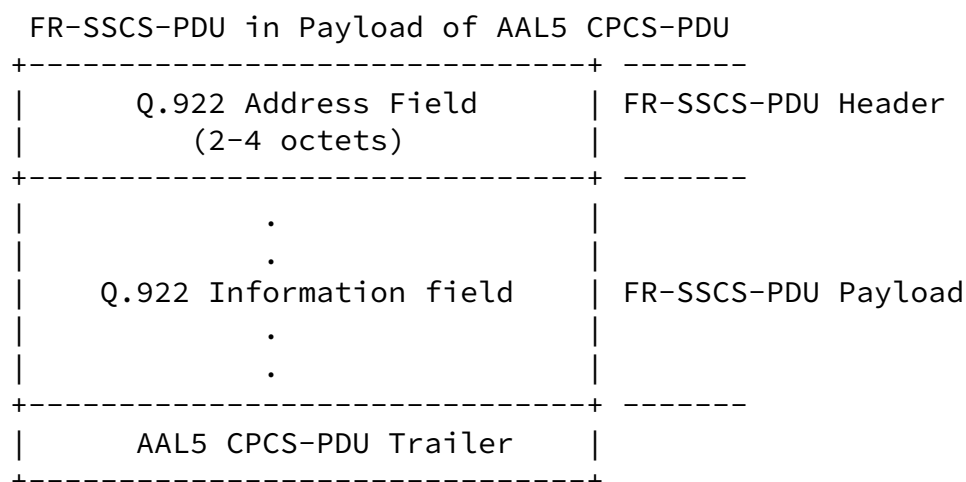 FR-SSCS-PDU in Payload of AAL5 CPCS-PDU
+-------------------------------+ -------
|      Q.922 Address Field      | FR-SSCS-PDU Header
|         (2-4 octets)          |
+-------------------------------+ -------
|             .                 |
|             .                 |
|    Q.922 Information field    | FR-SSCS-PDU Payload
|             .                 |
|             .                 |
+-------------------------------+ -------
|      AAL5 CPCS-PDU Trailer    |
+-------------------------------+